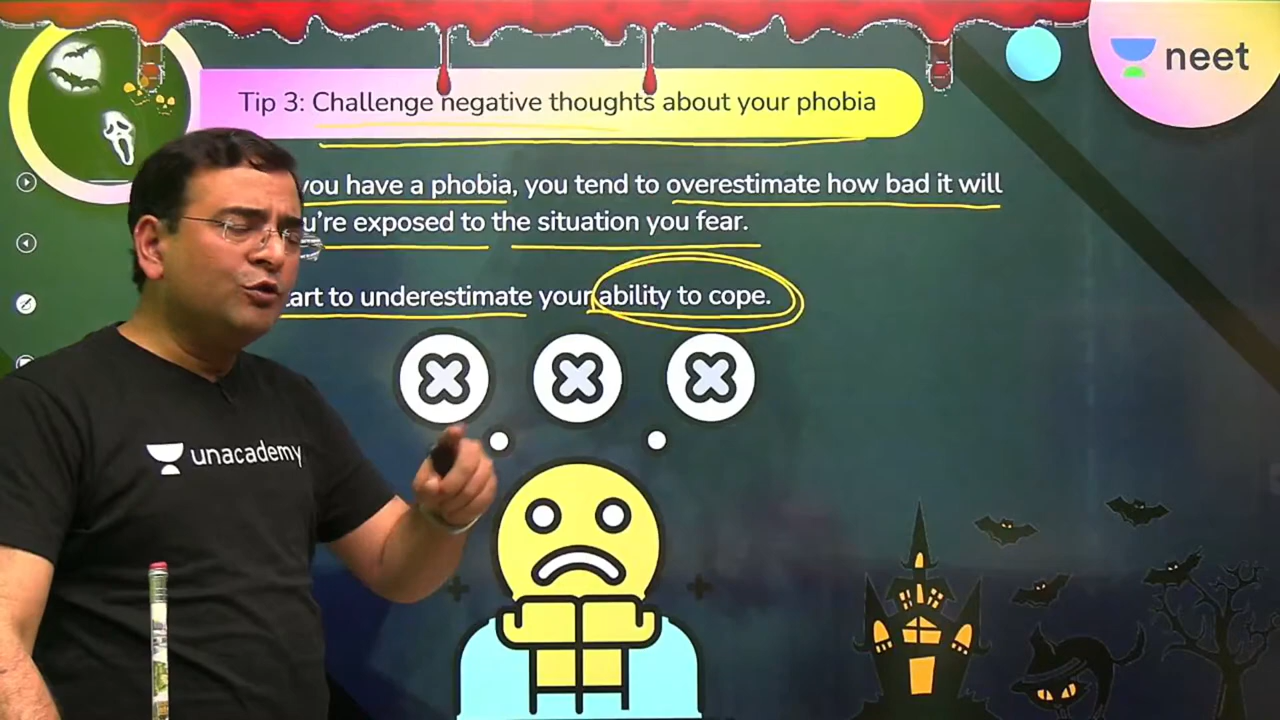 neet
Tip 3: Challenge negative thoughts about your phobia
you have a phobia, you tend to overestimate how bad it will
u're exposed to the situation you fear.
art to underestimate your ability to cope.
unacademy